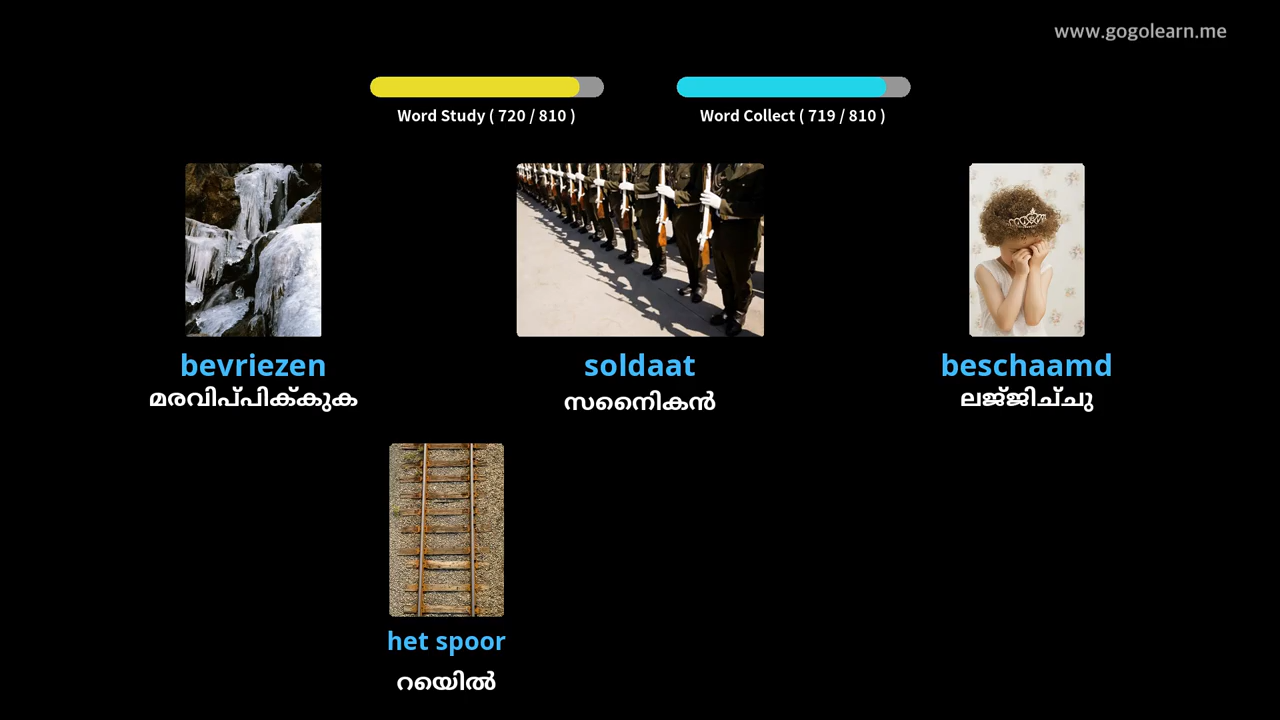 www.gogolearn.me
Word Study ( 720 / 810 )
Word Collect ( 719 / 810 )
bevriezen
soldaat
beschaamd
മരവിപ്പിക്കുക
സൈനികൻ
ലജ്ജിച്ചു
het spoor
റയിൽ